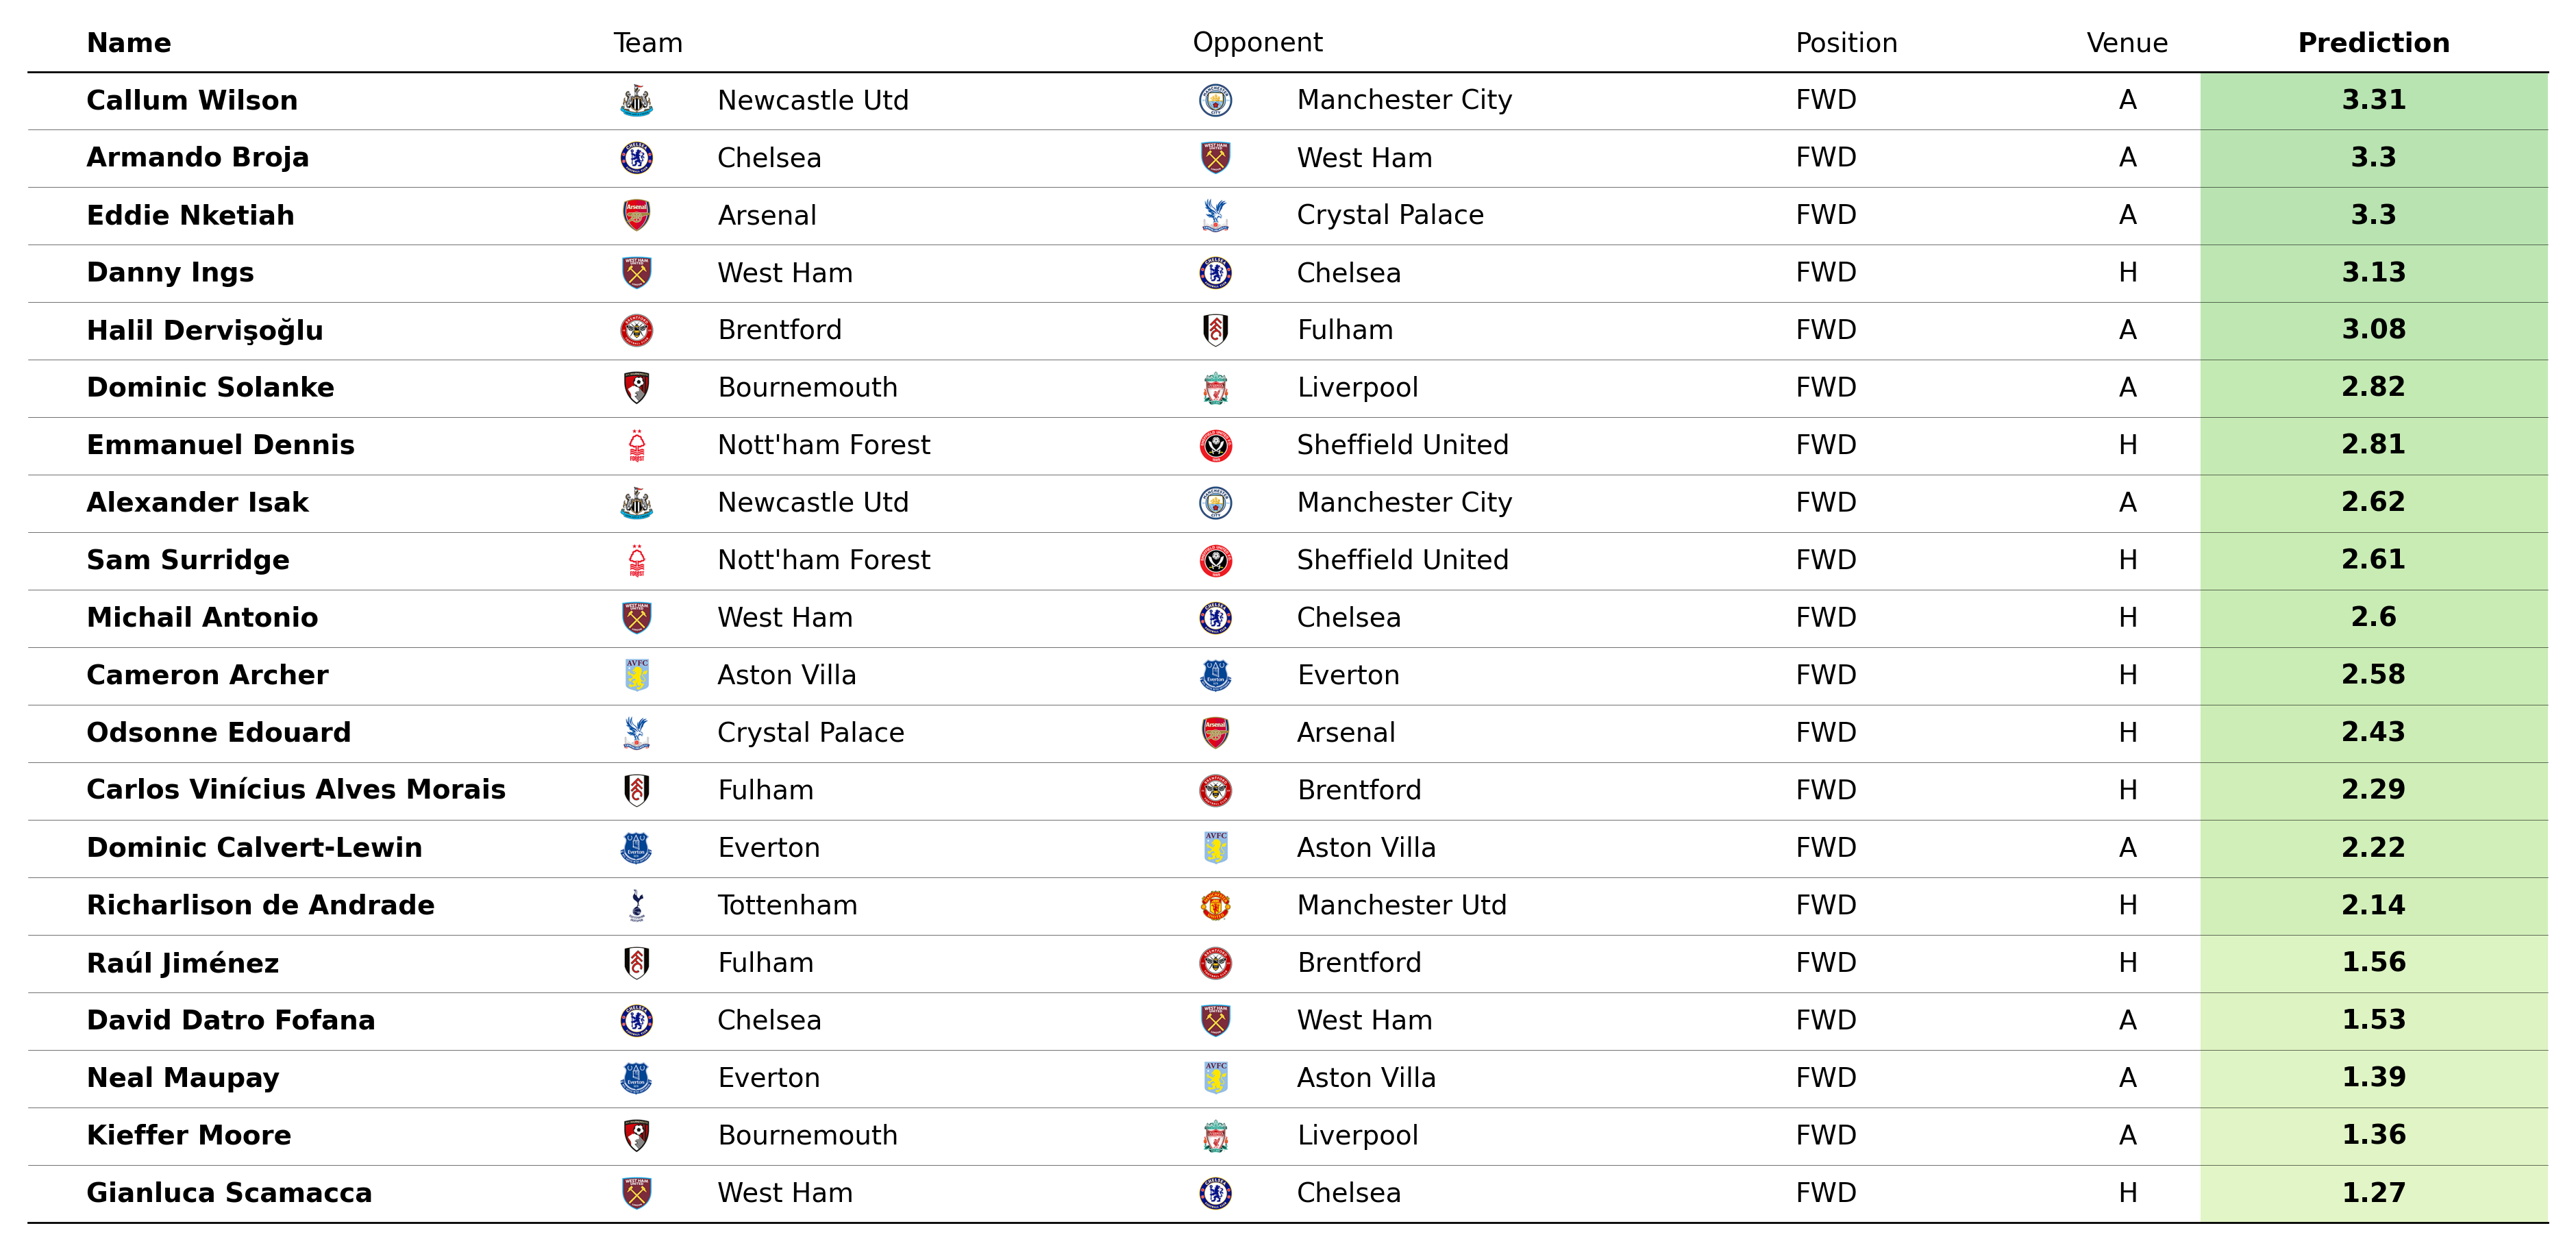 Name Team Opponent Position Venue Prediction
Callum Wilson Newcastle Utd Manchester City FWD A 3.31
Armando Broja Chelsea West Ham FWD A 3.3
Eddie Nketiah Arsenal Crystal Palace FWD A 3.3
Danny Ings West Ham Chelsea FWD H 3.13
Halil Dervişoğlu Brentford Fulham FWD A 3.08
Dominic Solanke Bournemouth Liverpool FWD A 2.82
Emmanuel Dennis Nott'ham Forest Sheffield United FWD H 2.81
Alexander Isak Newcastle Utd Manchester City FWD A 2.62
Sam Surridge Nott'ham Forest Sheffield United FWD H 2.61
Michail Antonio West Ham Chelsea FWD H 2.6
Cameron Archer Aston Villa Everton FWD H 2.58
Odsonne Edouard Crystal Palace Arsenal FWD H 2.43
Carlos Vinícius Alves Morais Fulham Brentford FWD H 2.29
Dominic Calvert-Lewin Everton Aston Villa FWD A 2.22
Richarlison de Andrade Tottenham Manchester Utd FWD H 2.14
Raúl Jiménez Fulham Brentford FWD H 1.56
David Datro Fofana Chelsea West Ham FWD A 1.53
Neal Maupay Everton Aston Villa FWD A 1.39
Kieffer Moore Bournemouth Liverpool FWD A 1.36
Gianluca Scamacca West Ham Chelsea FWD H 1.27